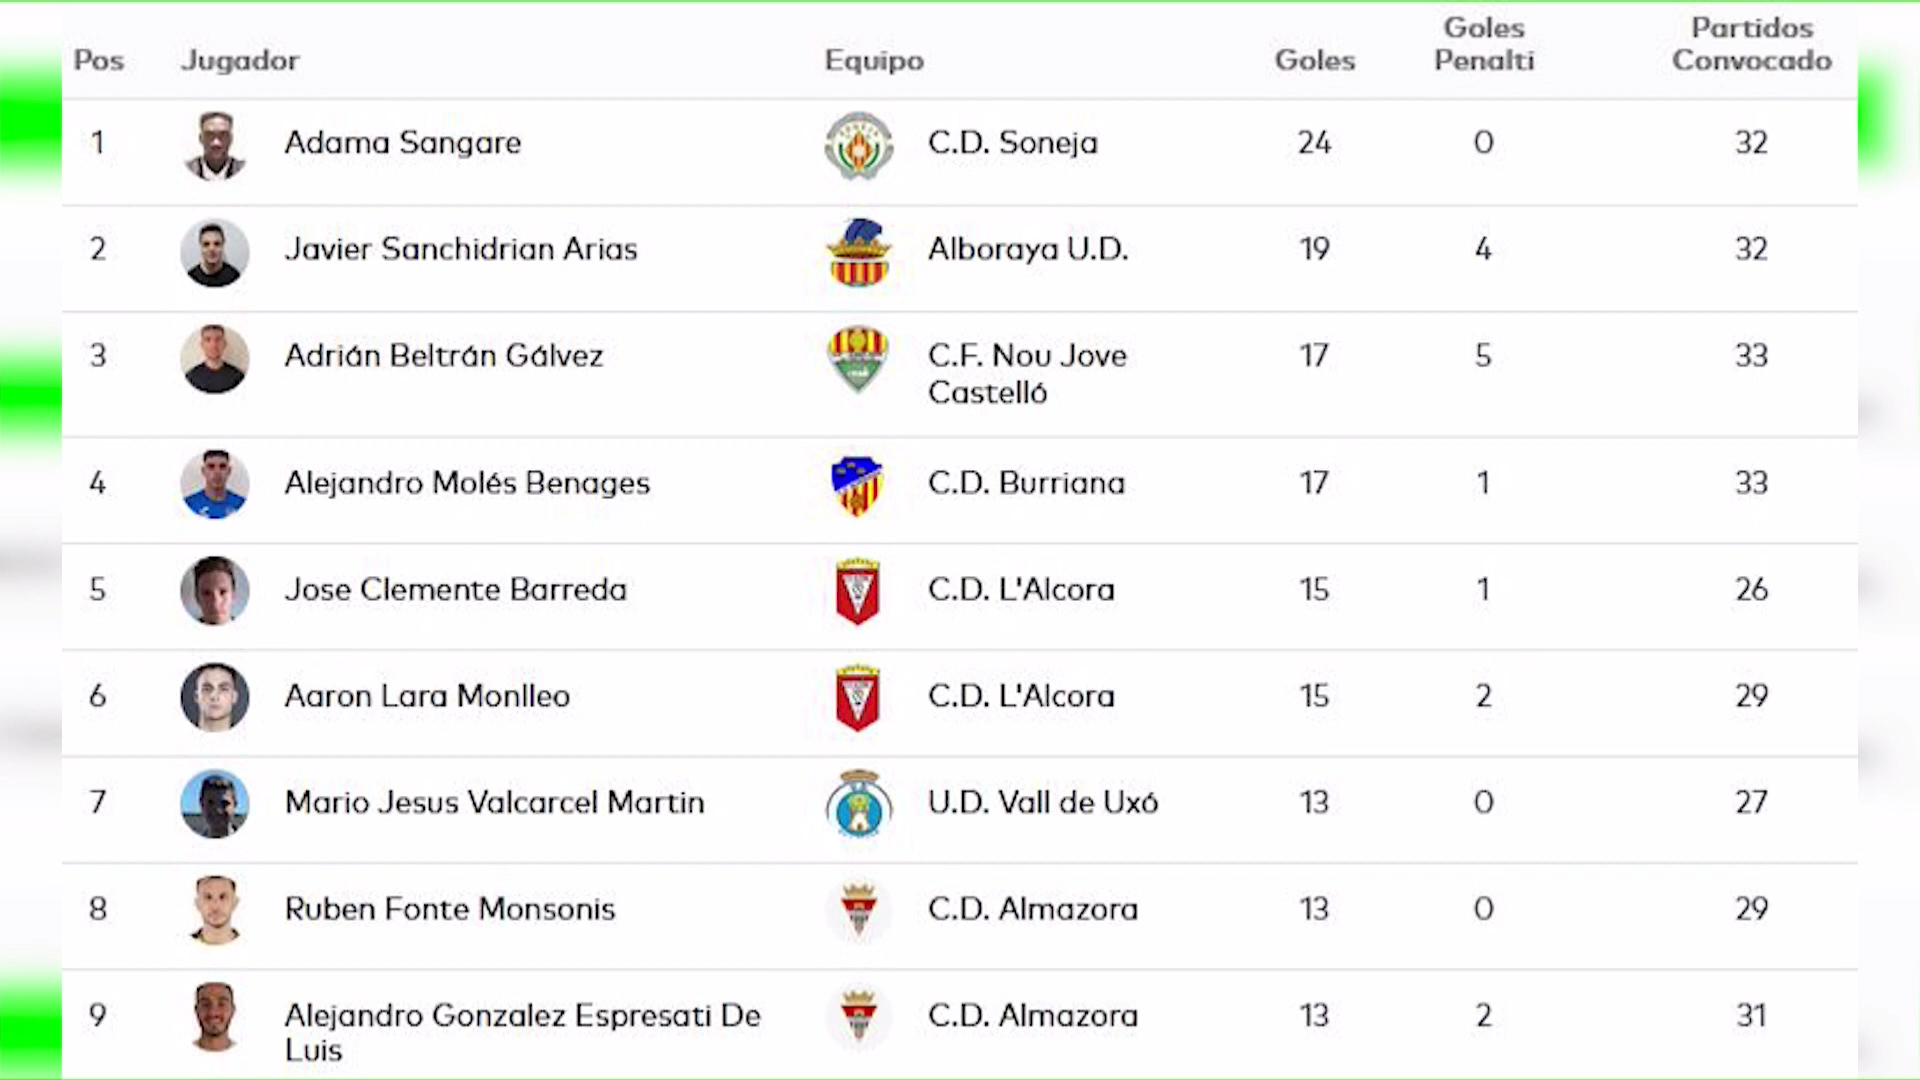 Pos Jugador Equipo Goles Goles Penalti Partidos Convocado
1 Adama Sangare C.D. Soneja 24 0 32
2 Javier Sanchidrian Arias Alboraya U.D. 19 4 32
3 Adrián Beltrán Gálvez C.F. Nou Jove Castelló 17 5 33
4 Alejandro Molés Benages C.D. Burriana 17 1 33
5 Jose Clemente Barreda C.D. L'Alcora 15 1 26
6 Aaron Lara Monlleo C.D. L'Alcora 15 2 29
7 Mario Jesus Valcarcel Martin U.D. Vall de Uxó 13 0 27
8 Ruben Fonte Monsonis C.D. Almazora 13 0 29
9 Alejandro Gonzalez Espresati De Luis C.D. Almazora 13 2 31